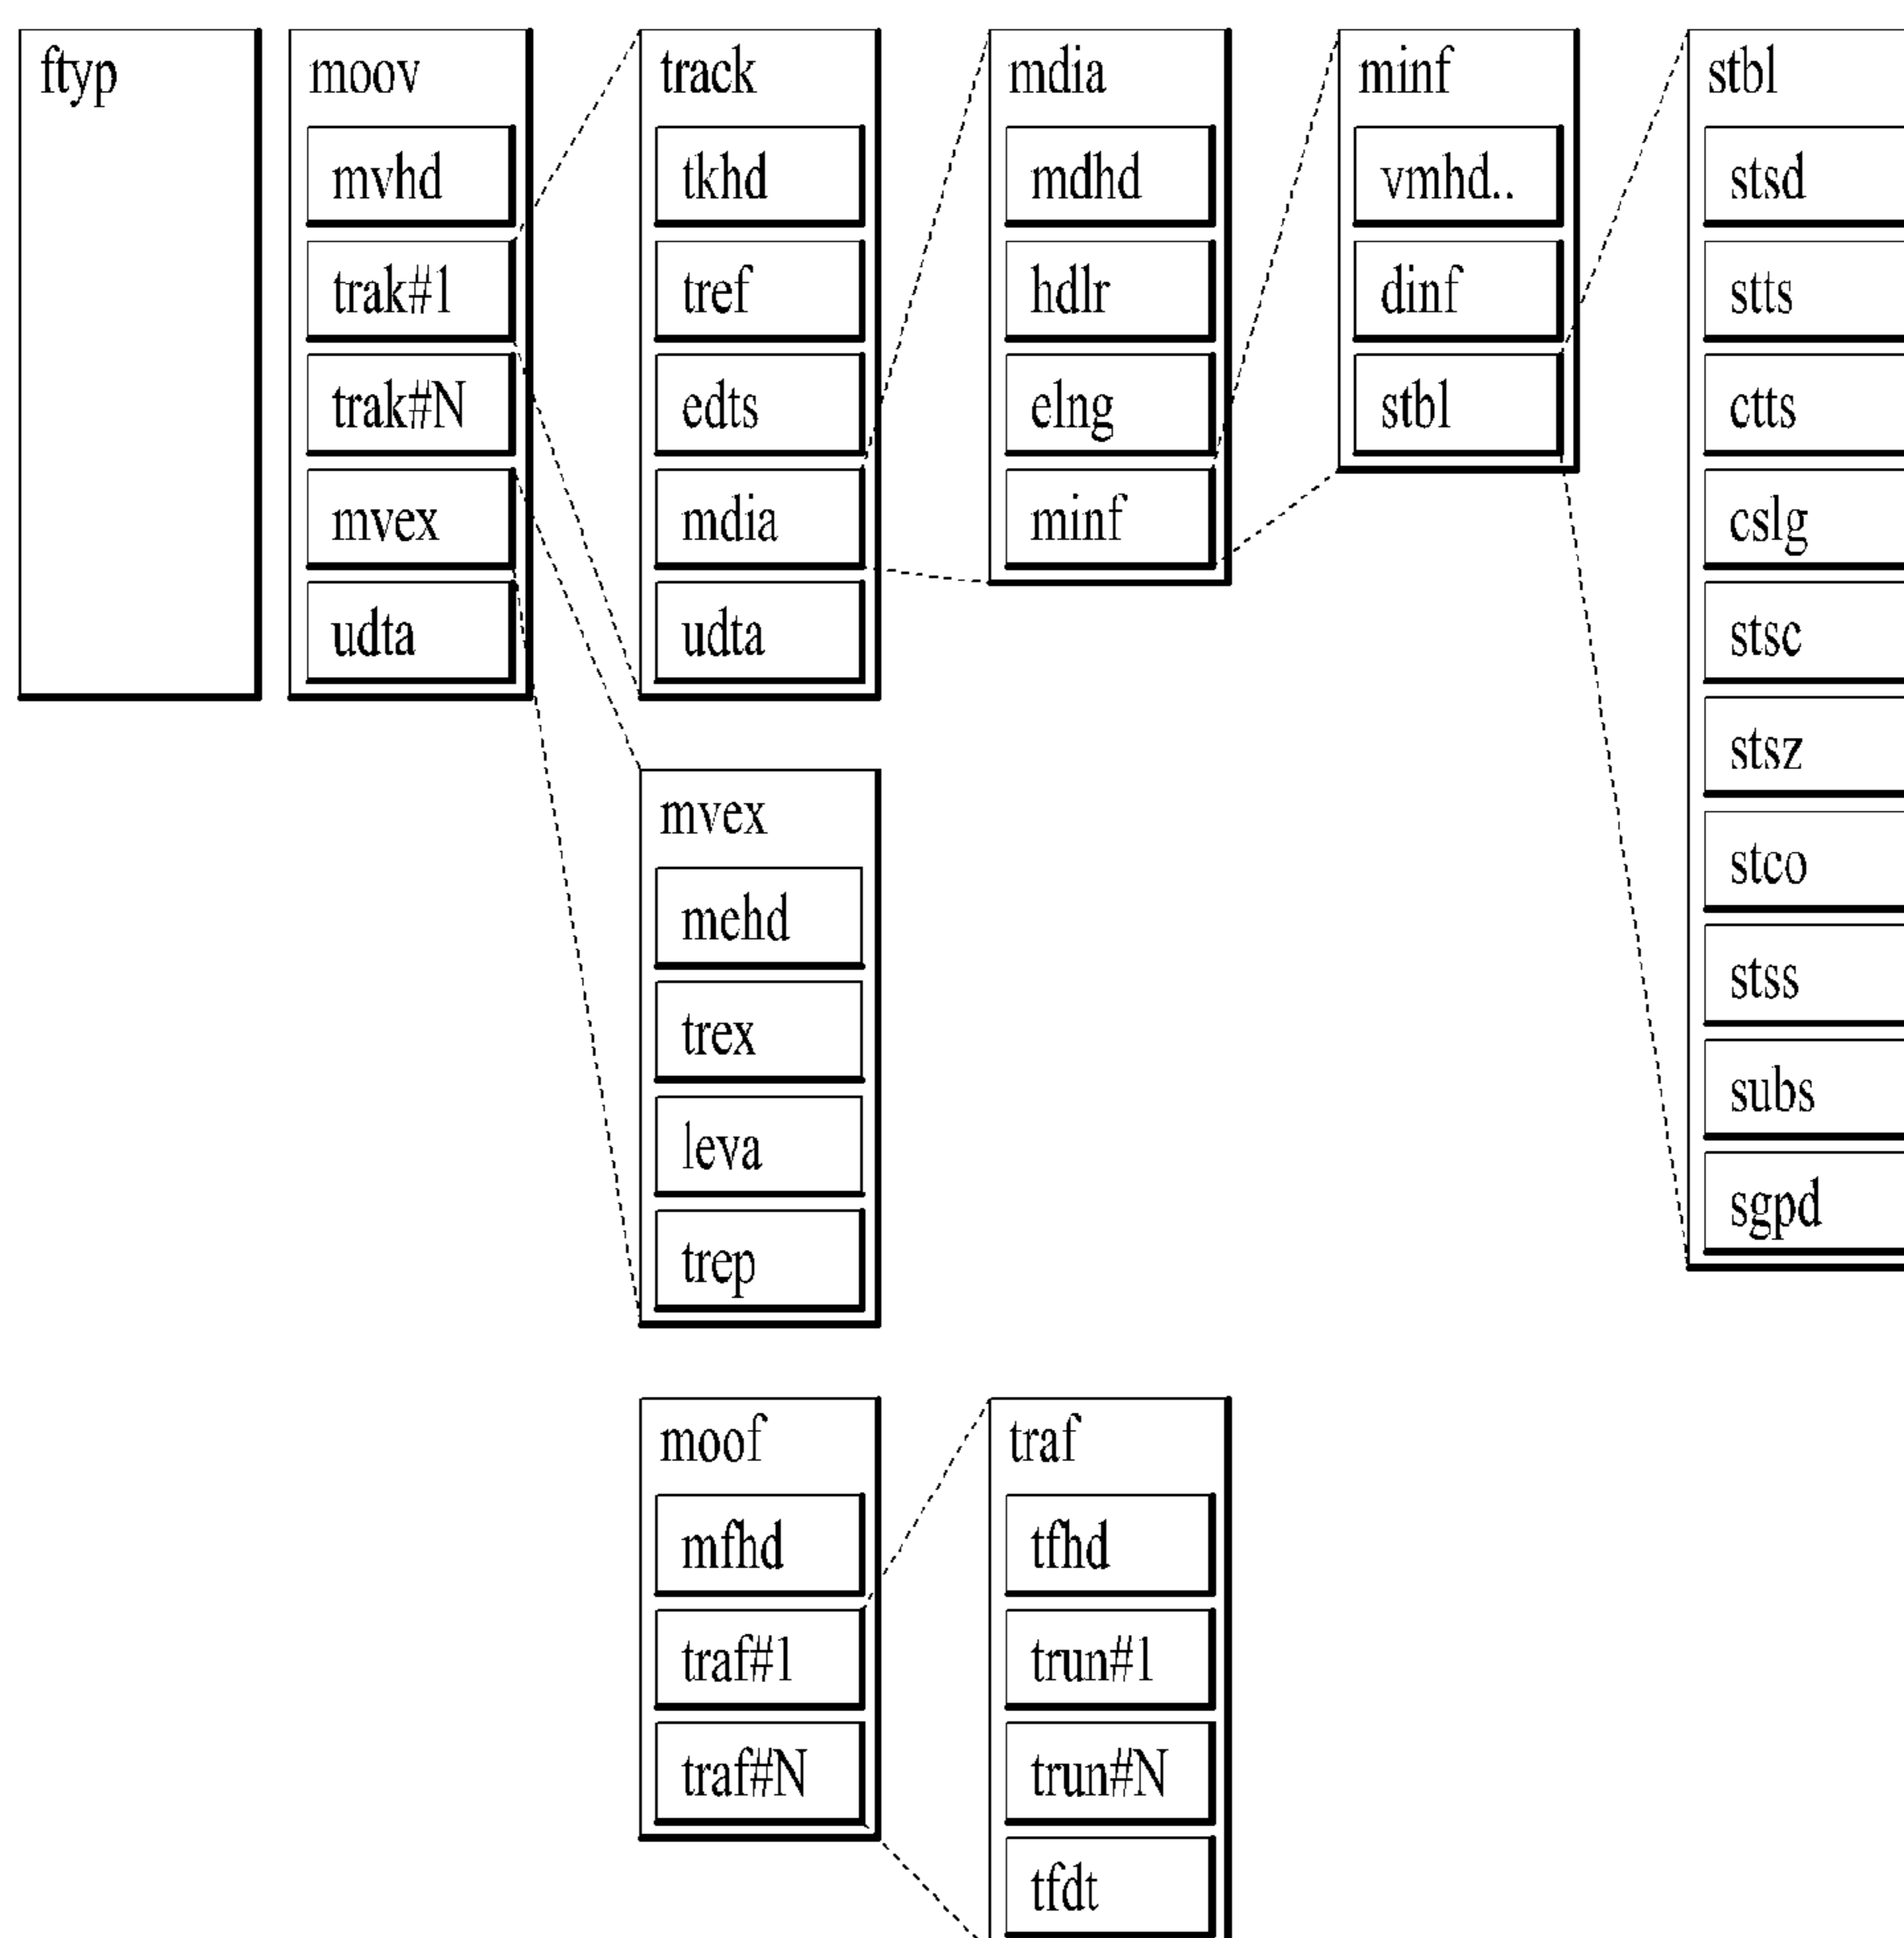 ftyp
moov
mvhd
trak#1
trak#N
mvex
udta
track
tkhd
tref
edts
mdia
udta
mdia
mdhd
hdlr
elng
minf
minf
vmhd..
dinf
stbl
stbl
stsd
stts
ctts
cslg
stsc
stsz
stco
stss
subs
sgpd
mvex
mehd
trex
leva
trep
moof
mfhd
traf#1
traf#N
traf
tfhd
trun#1
trun#N
tfdt